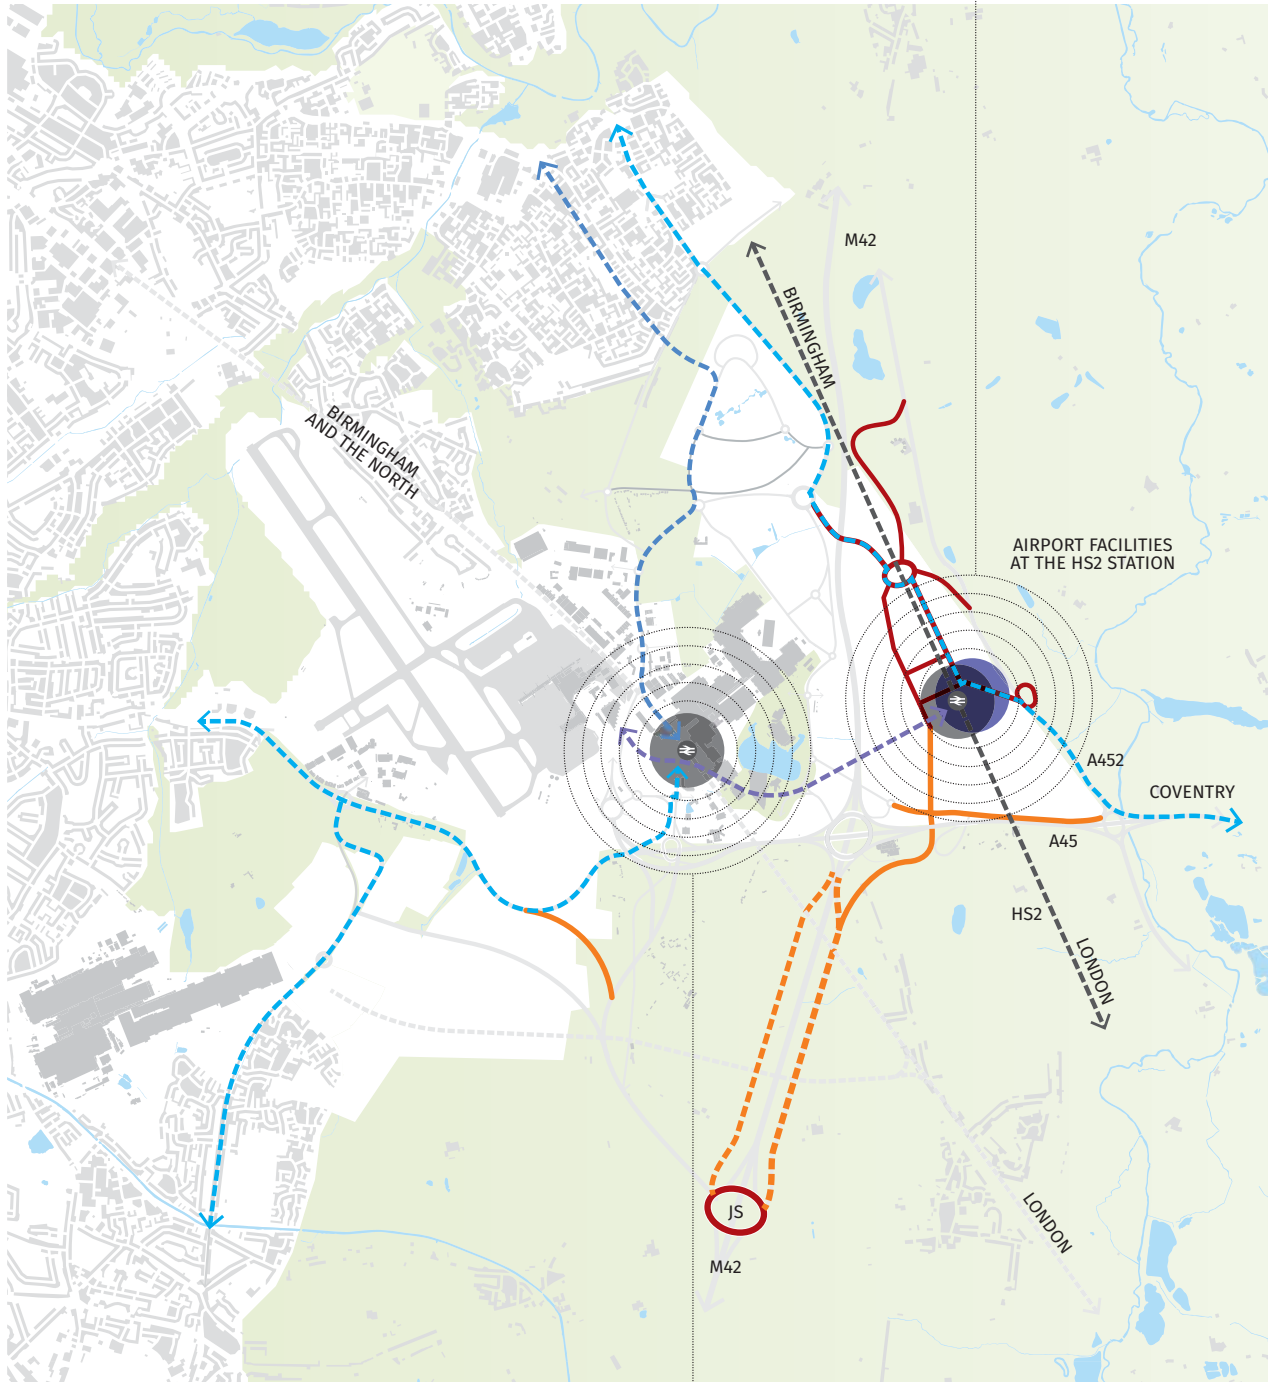 M42
BIRMINGHAM
BIRMINGHAM
AND THE NORTH
AIRPORT FACILITIES
AT THE HS2 STATION
A452
COVENTRY
A45
HS2
LONDON
JS
LONDON
M42